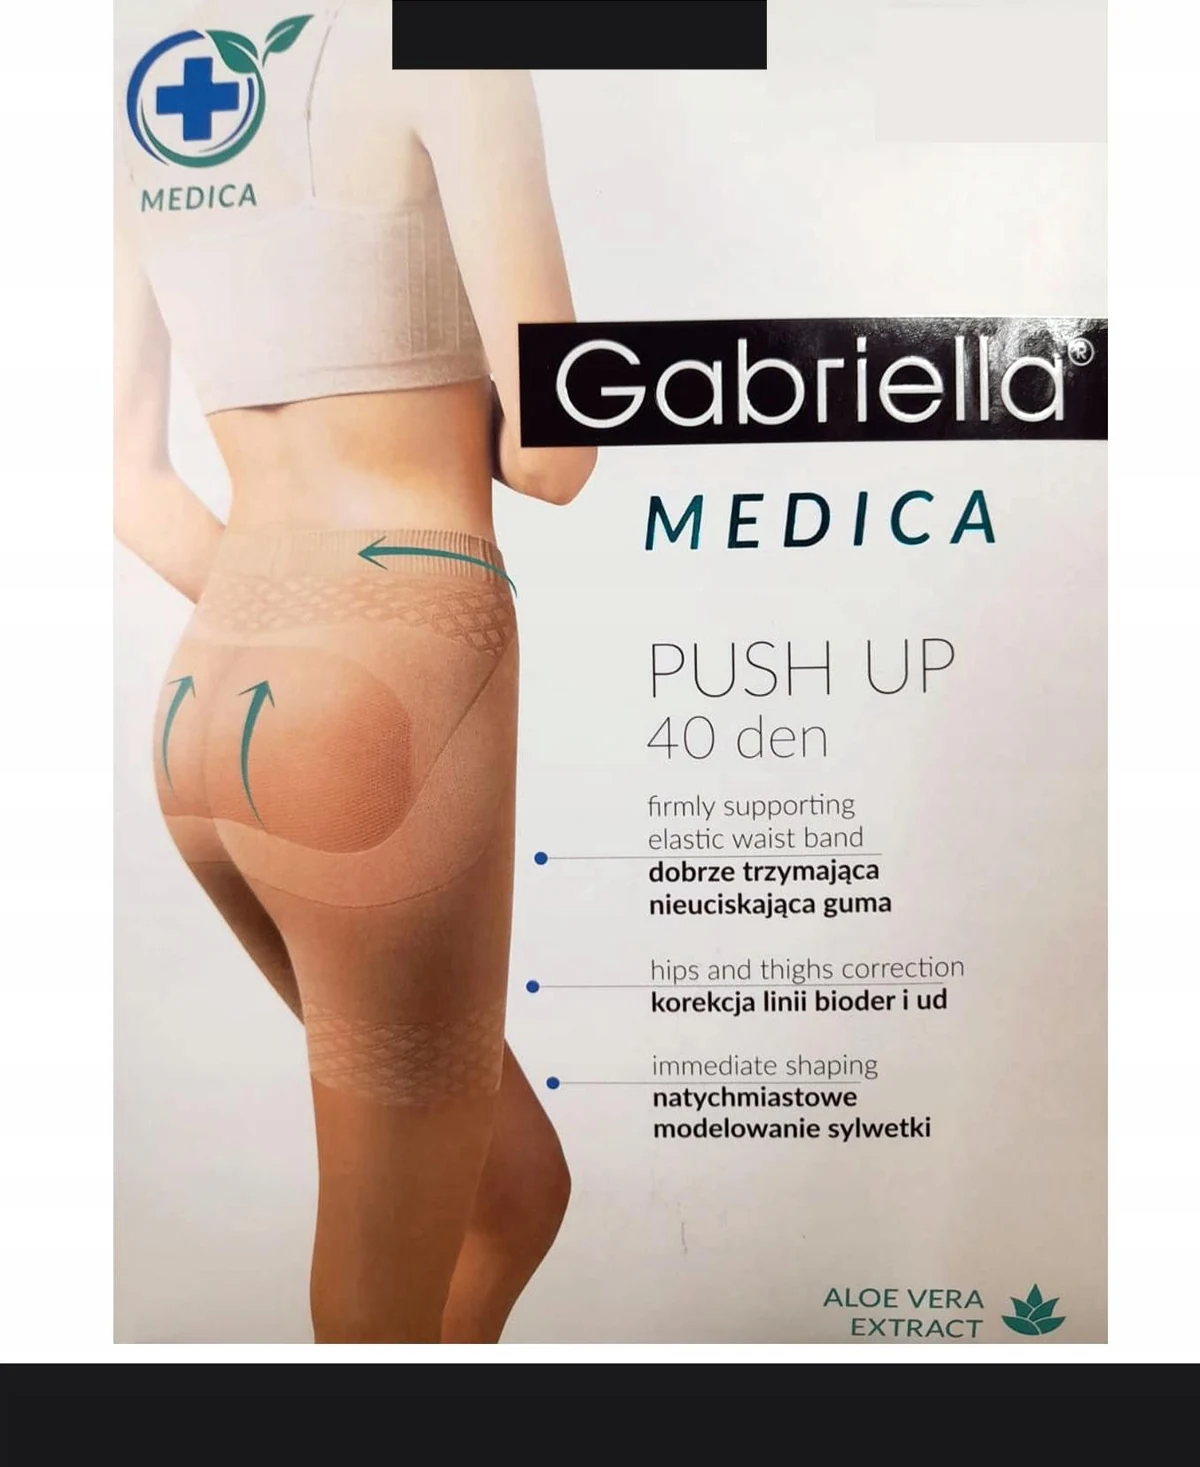 MEDICA
Gabriella®
MEDICA
PUSH UP
40 den
firmly supporting
elastic waist band
dobrze trzymająca
nieuciskająca guma
hips and thighs correction
korekcja linii bioder i ud
immediate shaping
natychmiastowe
modelowanie sylwetki
ALOE VERA
EXTRACT